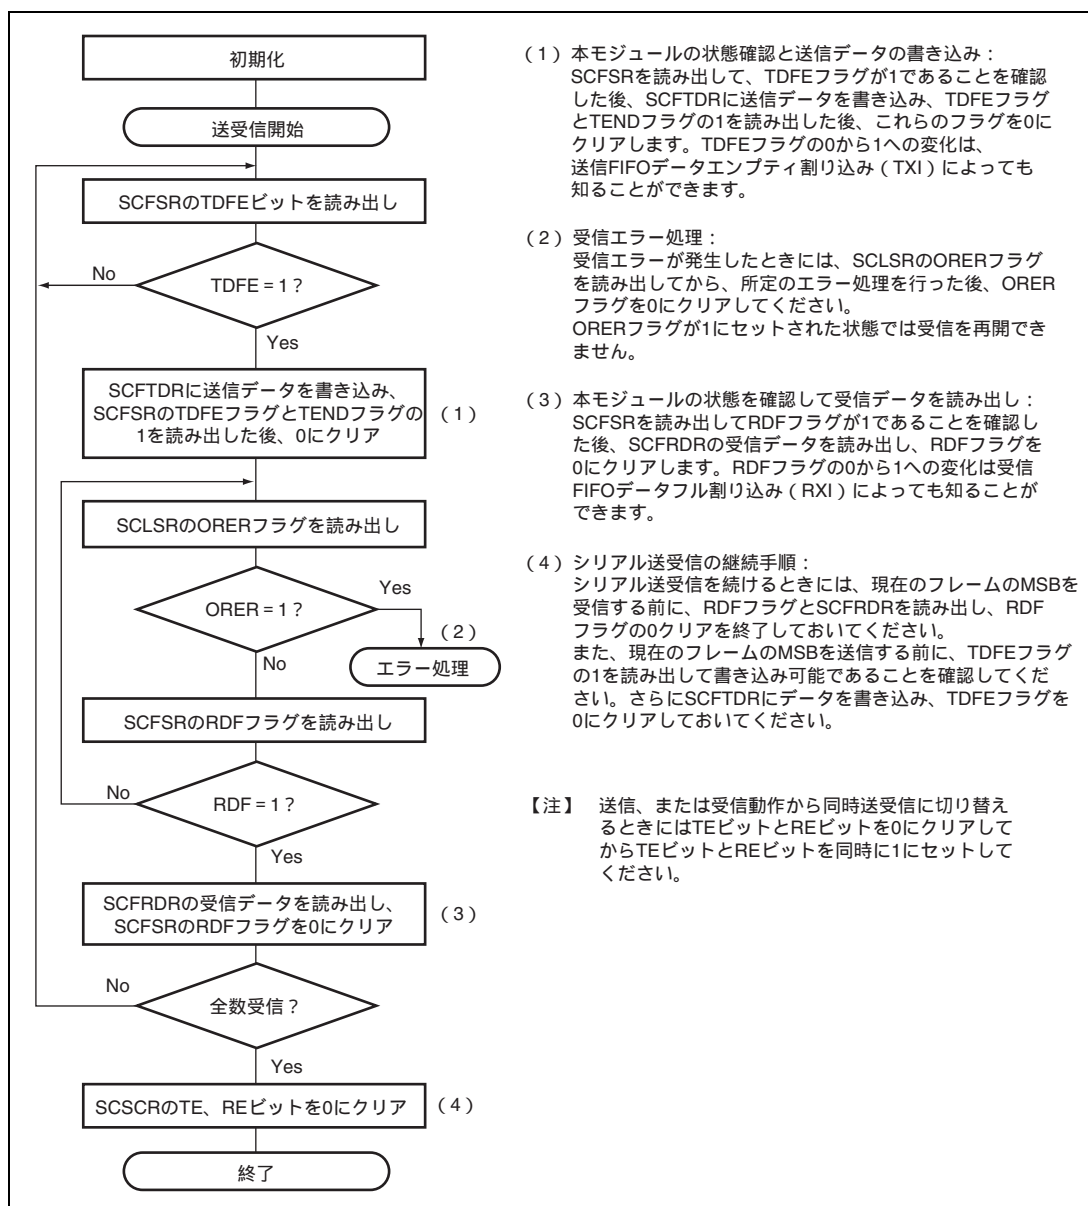 初期化
送受信開始
SCFSRのTDFEビットを読み出し
No
TDFE = 1 ?
Yes
SCFTDRに送信データを書き込み、
SCFSRのTDFEフラグとTENDフラグの
1を読み出した後、0にクリア
(1)
SCLSRのORERフラグを読み出し
Yes
ORER = 1 ?
(2)
No
エラー処理
SCFSRのRDFフラグを読み出し
No
RDF = 1 ?
Yes
SCFRDRの受信データを読み出し、
SCFSRのRDFフラグを0にクリア
(3)
No
全数受信?
Yes
SCSCRのTE、REビットを0にクリア
(4)
終了
(1)本モジュールの状態確認と送信データの書き込み:
SCFSRを読み出して、TDFEフラグが1であることを確認
した後、SCFTDRに送信データを書き込み、TDFEフラグ
とTENDフラグの1を読み出した後、これらのフラグを0に
クリアします。TDFEフラグの0から1への変化は、
送信FIFOデータエンプティ割り込み(TXI)によっても
知ることができます。
(2)受信エラー処理:
受信エラーが発生したときには、SCLSRのORERフラグ
を読み出してから、所定のエラー処理を行った後、ORER
フラグを0にクリアしてください。
ORERフラグが1にセットされた状態では受信を再開でき
ません。
(3)本モジュールの状態を確認して受信データを読み出し:
SCFSRを読み出してRDFフラグが1であることを確認し
た後、SCFRDRの受信データを読み出し、RDFフラグを
0にクリアします。RDFフラグの0から1への変化は受信
FIFOデータフル割り込み(RXI)によっても知ることが
できます。
(4)シリアル送受信の継続手順:
シリアル送受信を続けるときには、現在のフレームのMSBを
受信する前に、RDFフラグとSCFRDRを読み出し、RDF
フラグの0クリアを終了しておいてください。
また、現在のフレームのMSBを送信する前に、TDFEフラグ
の1を読み出して書き込み可能であることを確認してくだ
さい。さらにSCFTDRにデータを書き込み、TDFEフラグを
0にクリアしておいてください。
【注】 送信、または受信動作から同時送受信に切り替え
るときにはTEビットとREビットを0にクリアして
からTEビットとREビットを同時に1にセットして
ください。